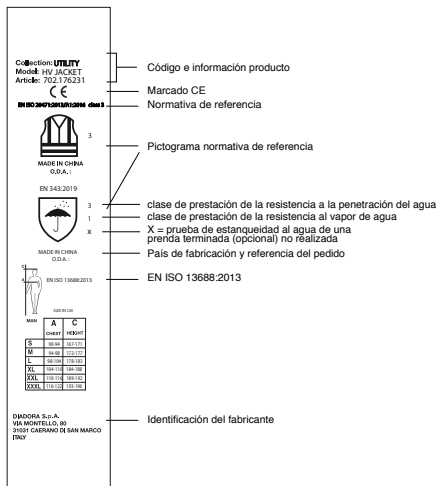 Collection: UTILITY
Model: HV JACKET
Article: 702.176231
Código e información producto
CE
Marcado CE
EN ISO 20471:2013/A1:2016 class 3
Normativa de referencia
3
Pictograma normativa de referencia
MADE IN CHINA
O.D.A. :
EN 343:2019
3
clase de prestación de la resistencia a la penetración del agua
1
clase de prestación de la resistencia al vapor de agua
X
X = prueba de estanqueidad al agua de una
prenda terminada (opcional) no realizada
MADE IN CHINA
O.D.A. :
País de fabricación y referencia del pedido
C
A
EN ISO 13688:2013
EN ISO 13688:2013
MAN
SIZE IN CM
A C
CHEST HEIGHT
S 90-94 167-171
M 94-98 172-177
L 98-104 178-183
XL 104-110 184-188
XXL 110-116 189-192
XXXL 116-122 193-196
DIADORA S.p.A.
VIA MONTELLO, 80
31031 CAERANO DI SAN MARCO
ITALY
Identificación del fabricante